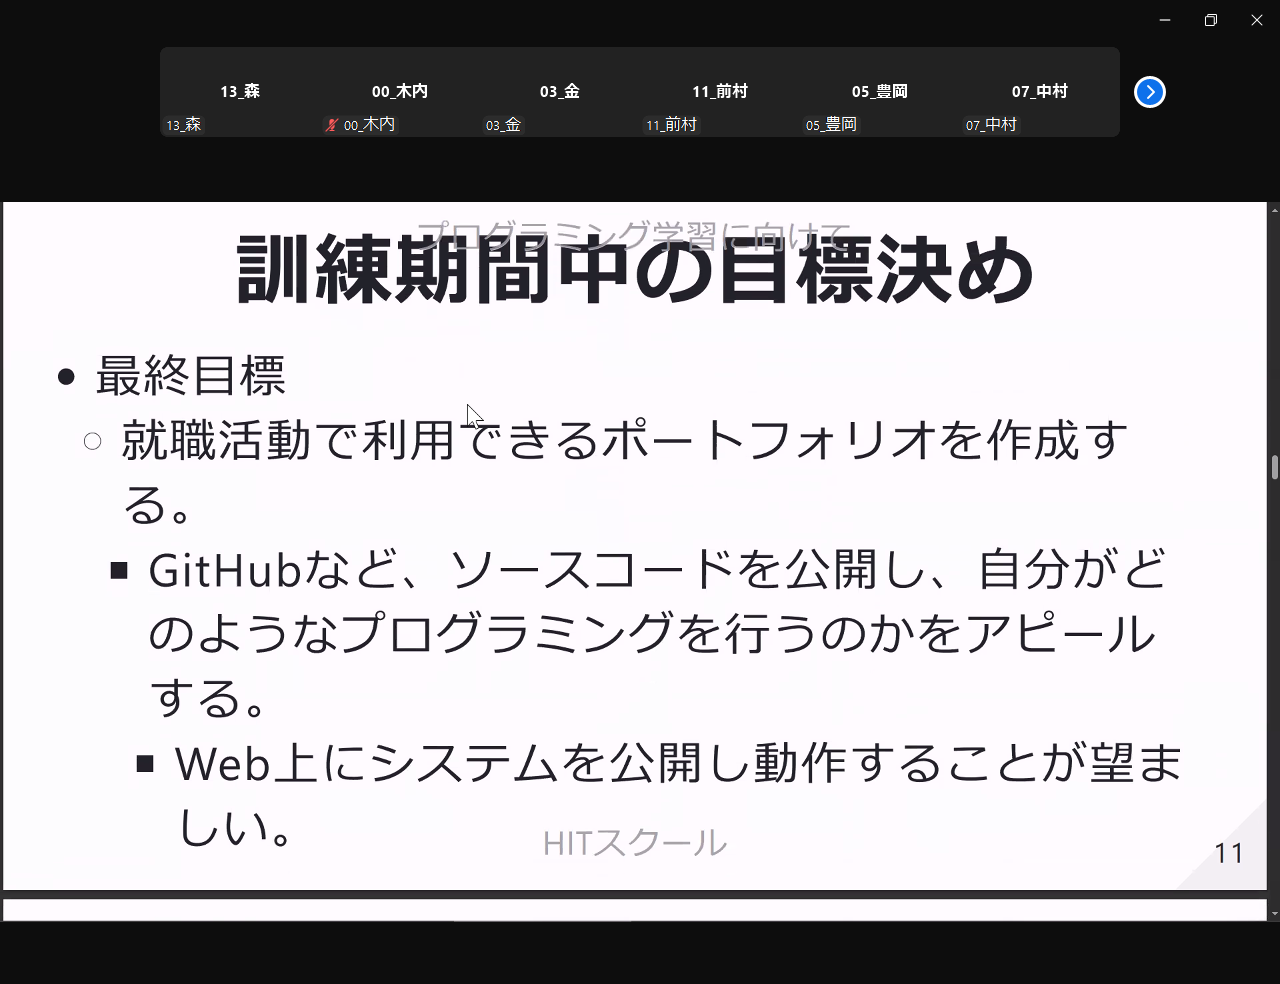 13_森
00_木内
03_金
11_前村
05_豊岡
07_中村
13_森
00_木内
03_金
11_前村
05_豊岡
07_中村
プログラミング学習に向けて
訓練期間中の目標決め
最終目標
就職活動で利用できるポートフォリオを作成す
る。
GitHubなど、ソースコードを公開し、自分がど
のようなプログラミングを行うのかをアピール
する。
Web上にシステムを公開し動作することが望ま
しい。
HITスクール
11